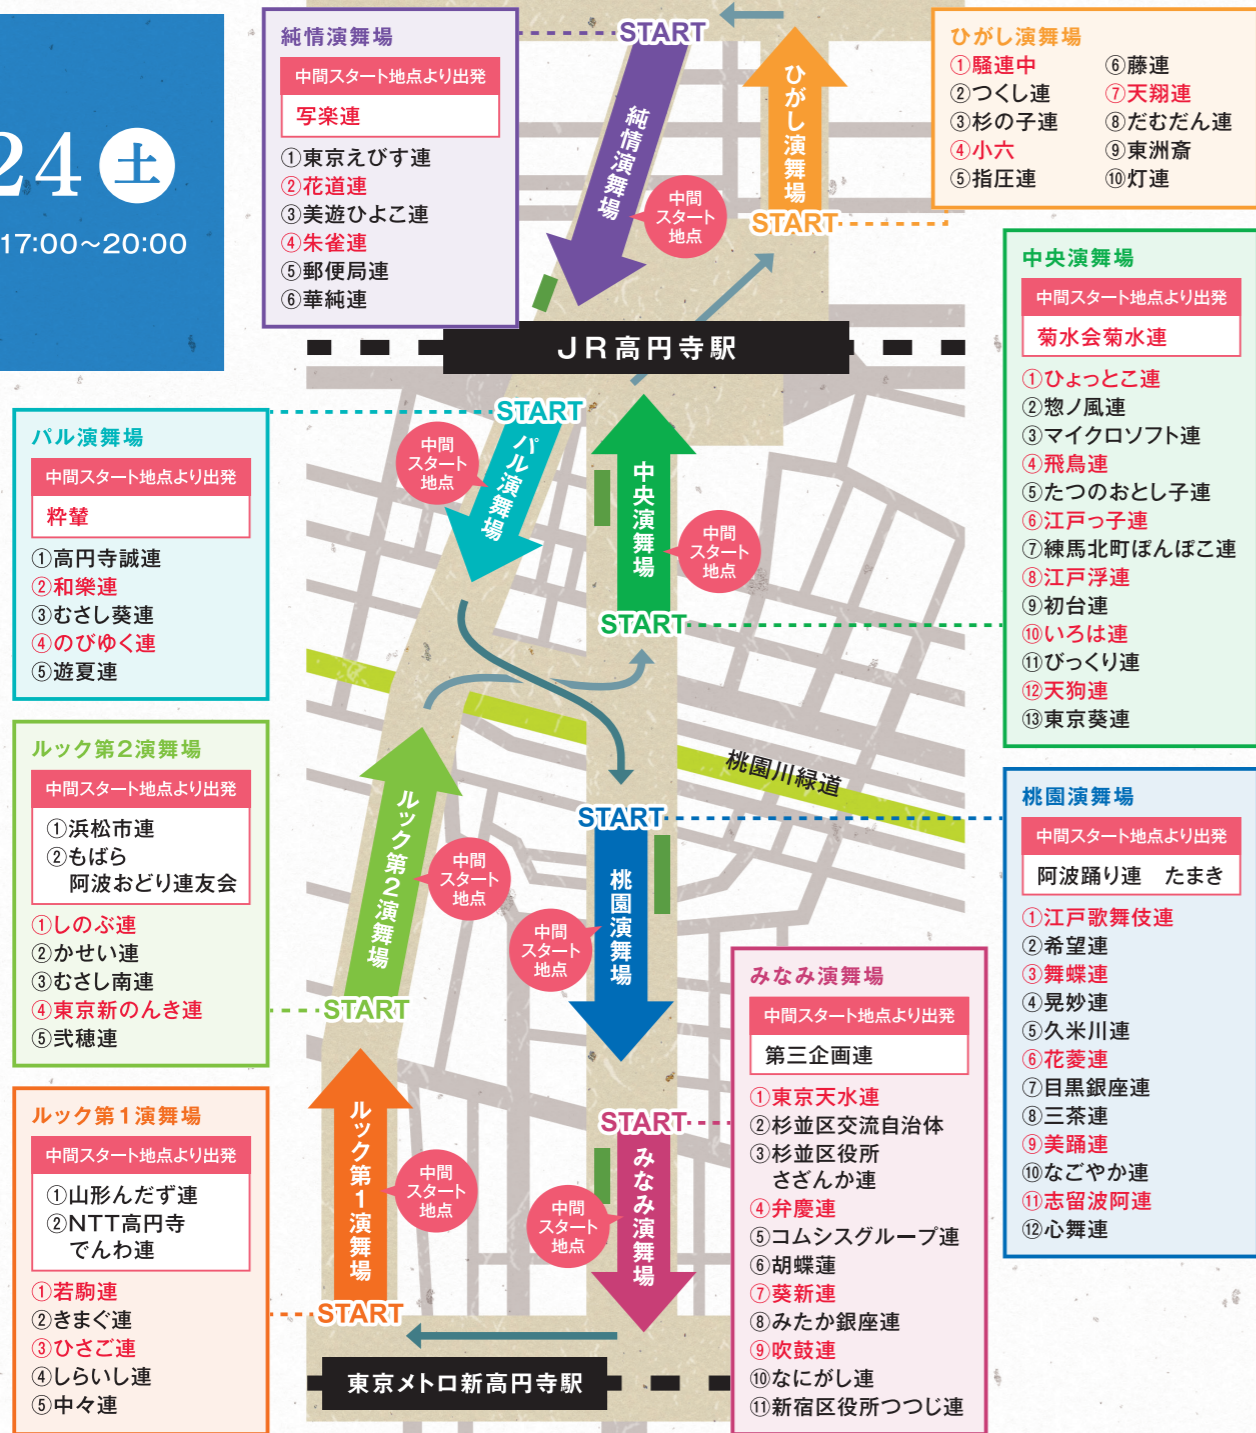 24 土
17:00〜20:00
純情演舞場
中間スタート地点より出発
写楽連
①東京えびす連
②花道連
③美遊ひよこ連
④朱雀連
⑤郵便局連
⑥華純連
START
純情演舞場
中間
スタート
地点
ひがし演舞場
START
ひがし演舞場
①騒連中
②つくし連
③杉の子連
④小六
⑤指圧連
⑥藤連
⑦天翔連
⑧だむだん連
⑨東洲斎
⑩灯連
JR高円寺駅
中央演舞場
中間スタート地点より出発
菊水会菊水連
①ひょっとこ連
②惣ノ風連
③マイクロソフト連
④飛鳥連
⑤たつのおとし子連
⑥江戸っ子連
⑦練馬北町ぽんぽこ連
⑧江戸浮連
⑨初台連
⑩いろは連
⑪びっくり連
⑫天狗連
⑬東京葵連
パル演舞場
中間スタート地点より出発
粋輦
①高円寺誠連
②和樂連
③むさし葵連
④のびゆく連
⑤遊夏連
START
パル演舞場
中間
スタート
地点
中央演舞場
中間
スタート
地点
START
ルック第2演舞場
中間スタート地点より出発
①浜松市連
②もばら
阿波おどり連友会
①しのぶ連
②かせい連
③むさし南連
④東京新のんき連
⑤弐穂連
ルック第2演舞場
中間
スタート
地点
START
桃園川緑道
START
桃園演舞場
中間
スタート
地点
桃園演舞場
中間スタート地点より出発
阿波踊り連 たまき
①江戸歌舞伎連
②希望連
③舞蝶連
④晃妙連
⑤久米川連
⑥花菱連
⑦目黒銀座連
⑧三茶連
⑨美踊連
⑩なごやか連
⑪志留波阿連
⑫心舞連
ルック第1演舞場
中間スタート地点より出発
①山形んだず連
②NTT高円寺
でんわ連
①若駒連
②きまぐ連
③ひさご連
④しらいし連
⑤中々連
ルック第1演舞場
中間
スタート
地点
START
START
みなみ演舞場
中間
スタート
地点
みなみ演舞場
中間スタート地点より出発
第三企画連
①東京天水連
②杉並区交流自治体
③杉並区役所
さざんか連
④弁慶連
⑤コムシスグループ連
⑥胡蝶蓮
⑦葵新連
⑧みたか銀座連
⑨吹鼓連
⑩なにがし連
⑪新宿区役所つつじ連
東京メトロ新高円寺駅